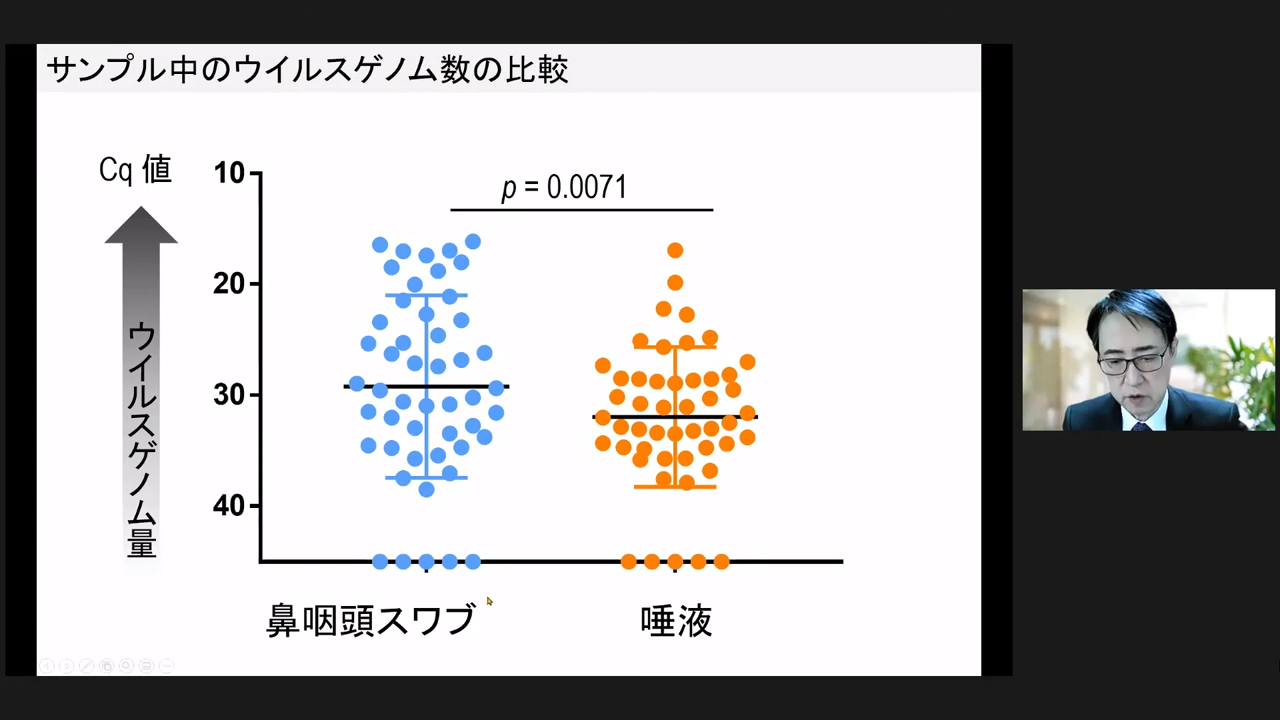 サンプル中のウイルスゲノム数の比較
Cq 値
ウイルスゲノム量
10
20
30
40
p = 0.0071
鼻咽頭スワブ
唾液